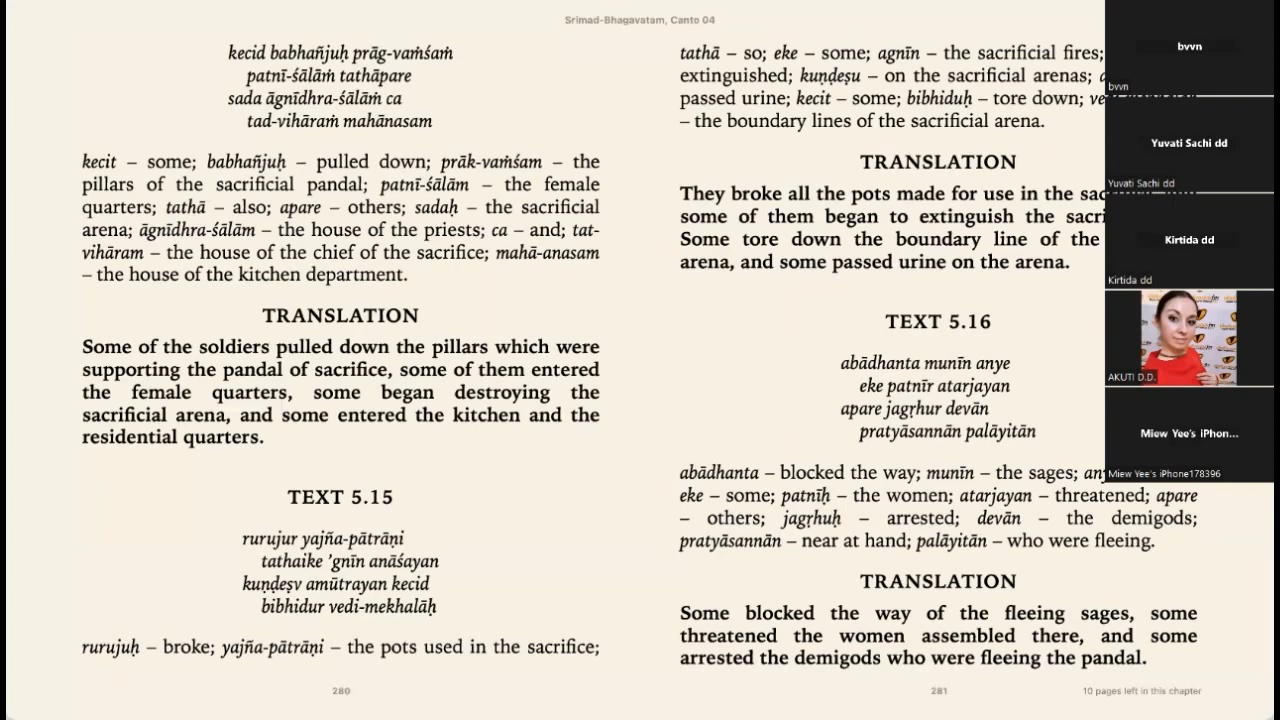 Srimad-Bhagavatam, Canto 04
kecid babhañjuḥ prāg-vaṁśaṁ
patnī-śālāṁ tathāpare
sada āgnīdhra-śālāṁ ca
tad-vihāraṁ mahānasam
kecit – some; babhañjuḥ – pulled down; prāk-vaṁśam – the
pillars of the sacrificial pandal; patnī-śālām – the female
quarters; tathā – also; apare – others; sadaḥ – the sacrificial
arena; āgnīdhra-śālām – the house of the priests; ca – and; tat-
vihāram – the house of the chief of the sacrifice; mahā-anasam
– the house of the kitchen department.
TRANSLATION
Some of the soldiers pulled down the pillars which were
supporting the pandal of sacrifice, some of them entered
the female quarters, some began destroying the
sacrificial arena, and some entered the kitchen and the
residential quarters.
TEXT 5.15
rurujur yajña-pātrāṇi
tathaike 'gnīn anāśayan
kuṇḍeṣv amūtrayan kecid
bibhidur vedi-mekhalāḥ
rurujuḥ – broke; yajña-pātrāṇi – the pots used in the sacrifice;
280
tathā – so; eke – some; agnīn – the sacrificial fires;
extinguished; kuṇḍeṣu – on the sacrificial arenas;
passed urine; kecit – some; bibhiduḥ – tore down;
– the boundary lines of the sacrificial arena.
TRANSLATION
They broke all the pots made for use in the
some of them began to extinguish the
Some tore down the boundary line of the
arena, and some passed urine on the arena.
TEXT 5.16
abādhanta munīn anye
eke patnīr atarjayan
apare jagṛhur devān
pratyāsannān palāyitān
abādhanta – blocked the way; munīn – the sages;
eke – some; patnīḥ – the women; atarjayan – threatened; apare
– others; jagṛhuḥ – arrested; devān – the demigods;
pratyāsannān – near at hand; palāyitān – who were fleeing.
TRANSLATION
Some blocked the way of the fleeing sages, some
threatened the women assembled there, and some
arrested the demigods who were fleeing the pandal.
281
10 pages left in this chapter
bvvn
bvvn
Yuvati Sachi dd
Yuvati Sachi dd
Kirtida dd
Kirtida dd
AKUTI D.D.
Miew Yee's iPhon...
Miew Yee's iPhone178396